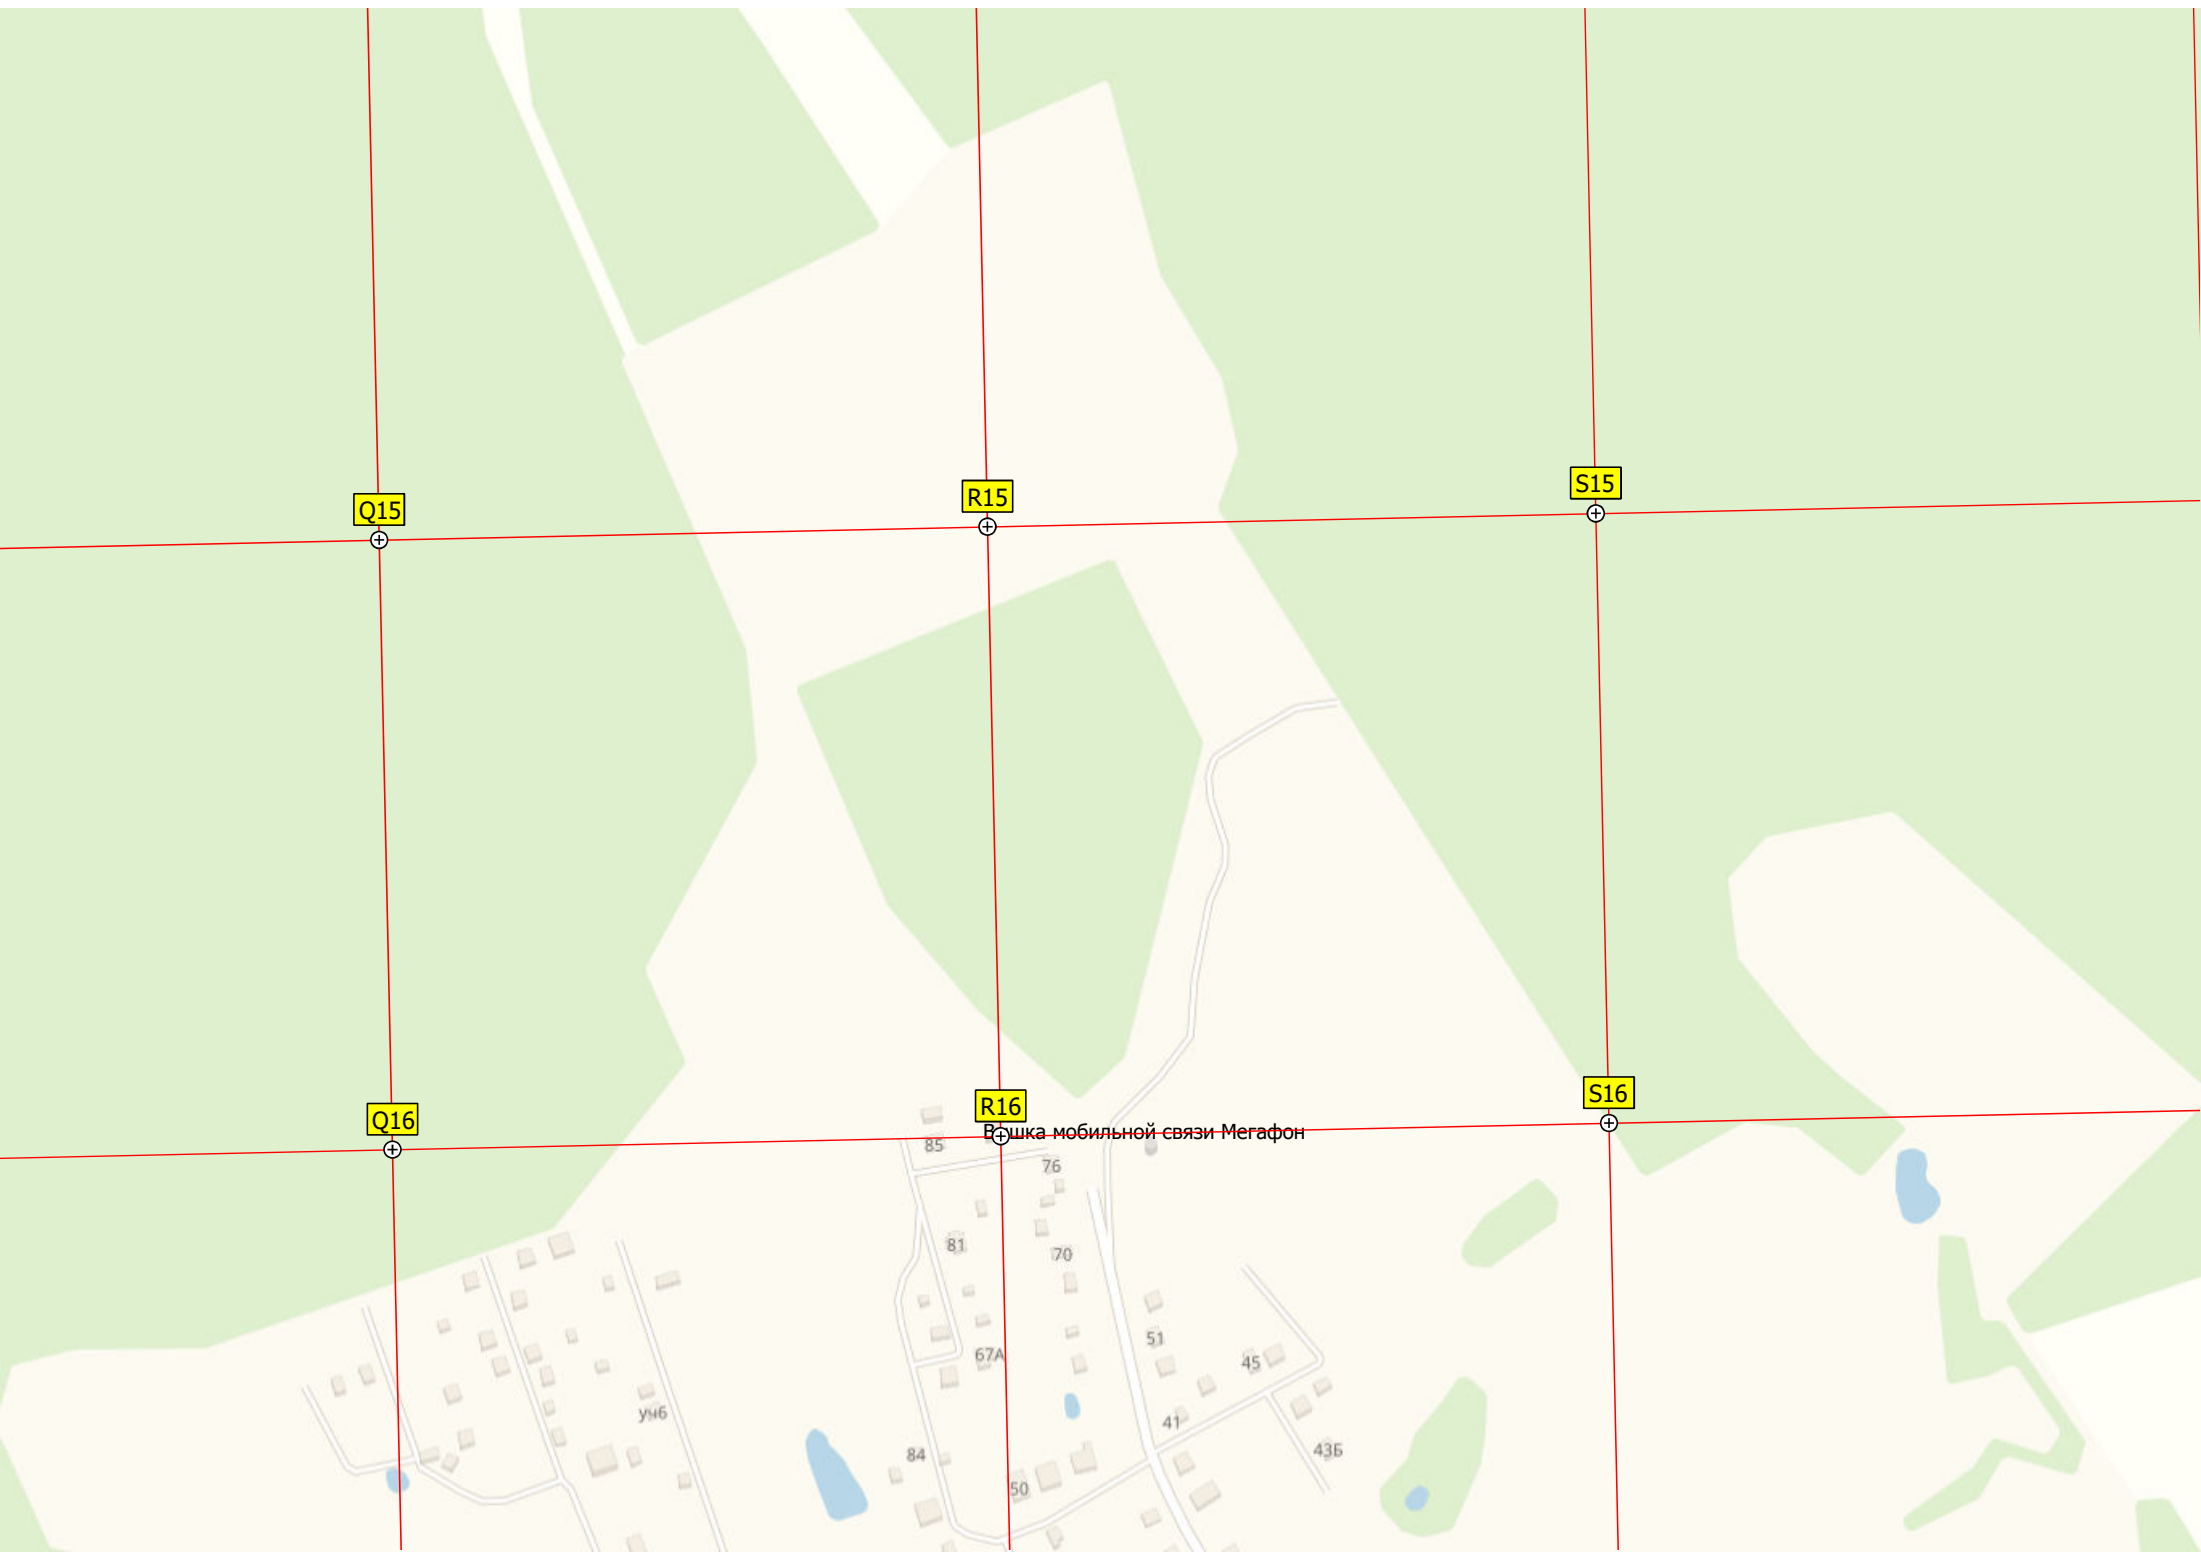 S15
R15
Q15
S16
R16
Q16
Вышка мобильной связи Мегафон
85
76
81
70
51
67А
45
уч6
41
84
43Б
50